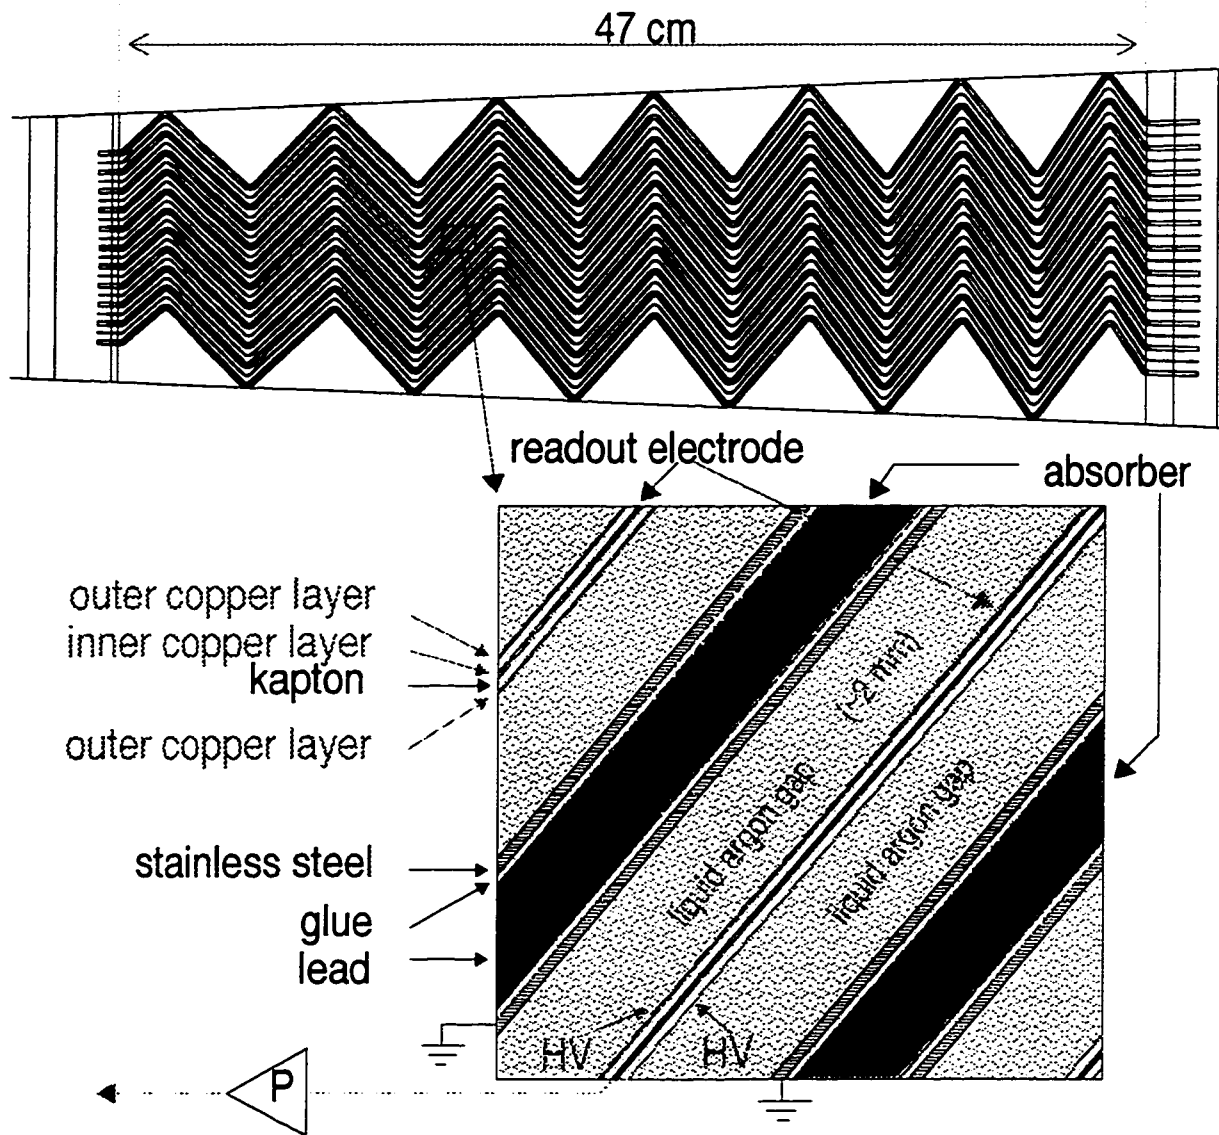 47 cm
readout electrode
absorber
outer copper layer
inner copper layer
kapton
outer copper layer
(~2 mm)
liquid argon gap
liquid argon gap
stainless steel
glue
lead
HV
HV
P